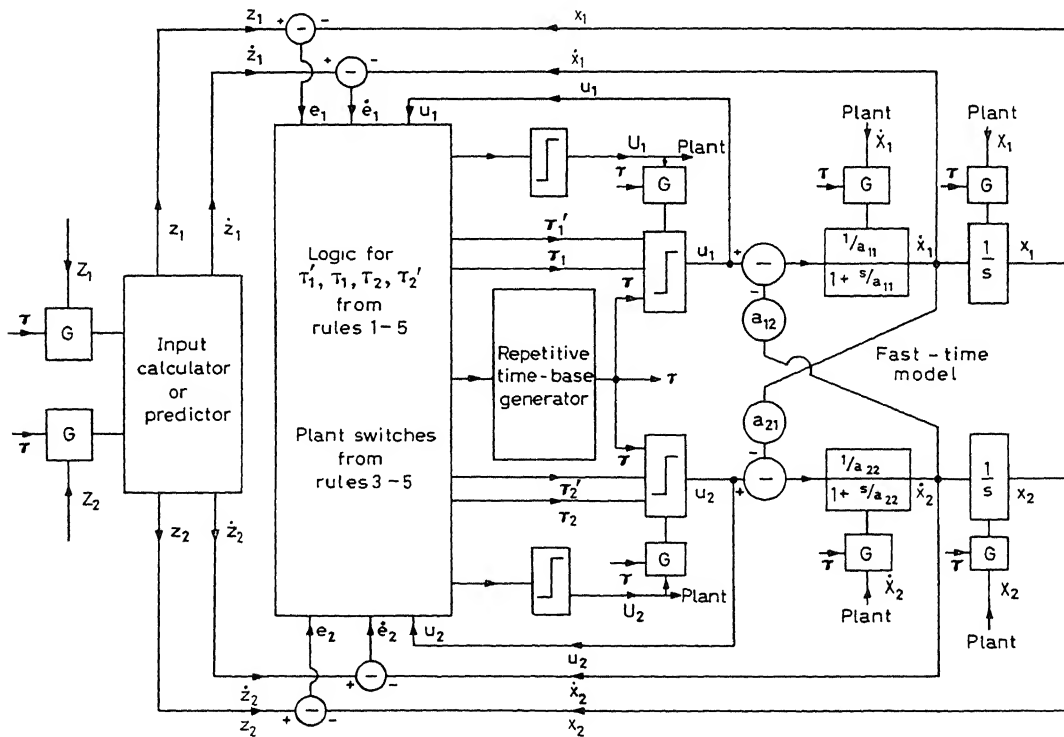 z₁
+
−
−
x₁
ż₁
+
−
−
ẋ₁
u₁
e₁
ė₁
u₁
Plant
Plant
U₁
Plant
Ẋ₁
X₁
τ
G
τ
G
τ
G
z₁
ż₁
Z₁
Logic for
τ₁', τ₁, τ₂, τ₂'
from
rules 1-5
τ₁'
τ₁
u₁
+
−
−
1/a₁₁
1 + s/a₁₁
ẋ₁
1/s
x₁
τ
τ
G
Input
calculator
or
predictor
Repetitive
time-base
generator
τ
a₁₂
Fast-time
model
τ
G
Z₂
Plant switches
from
rules 3-5
a₂₁
τ
τ₂'
τ₂
u₂
−
+
−
1/a₂₂
1 + s/a₂₂
ẋ₂
1/s
x₂
z₂
ż₂
τ
G
τ
G
τ
G
U₂
Plant
Ẋ₂
Plant
X₂
Plant
e₂
ė₂
u₂
u₂
ż₂
+
−
−
ẋ₂
z₂
+
−
−
x₂